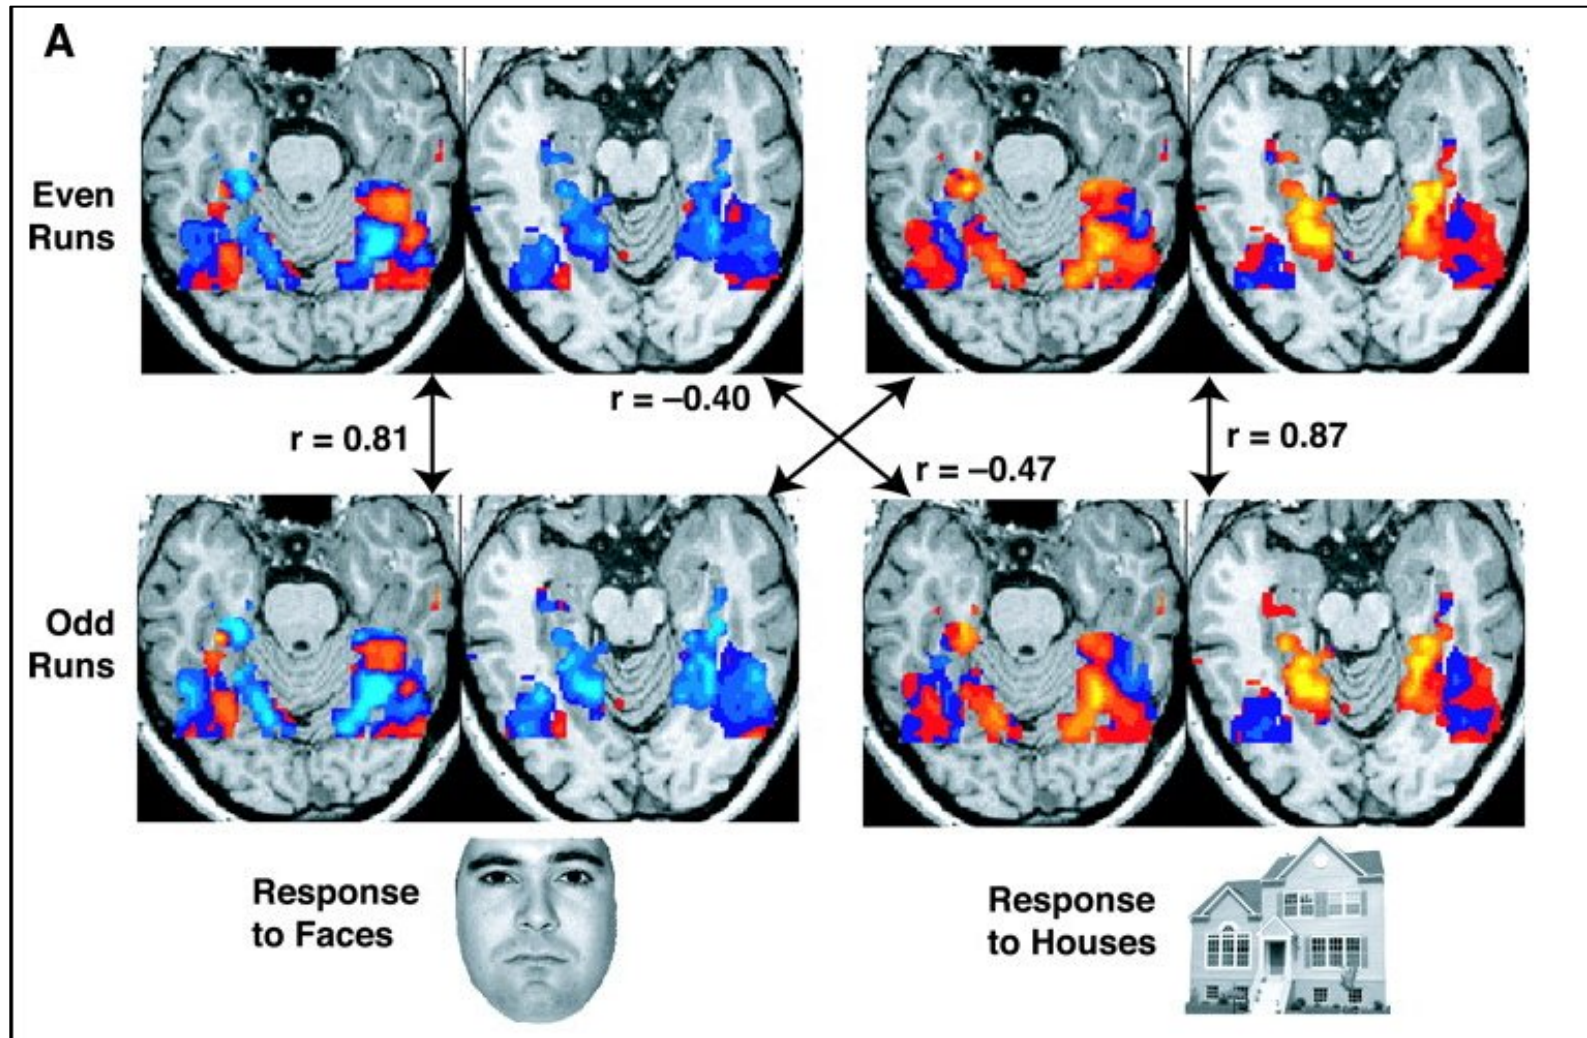 A
Even
Runs
r = –0.40
r = 0.81
r = 0.87
r = –0.47
Odd
Runs
Response
to Faces
Response
to Houses